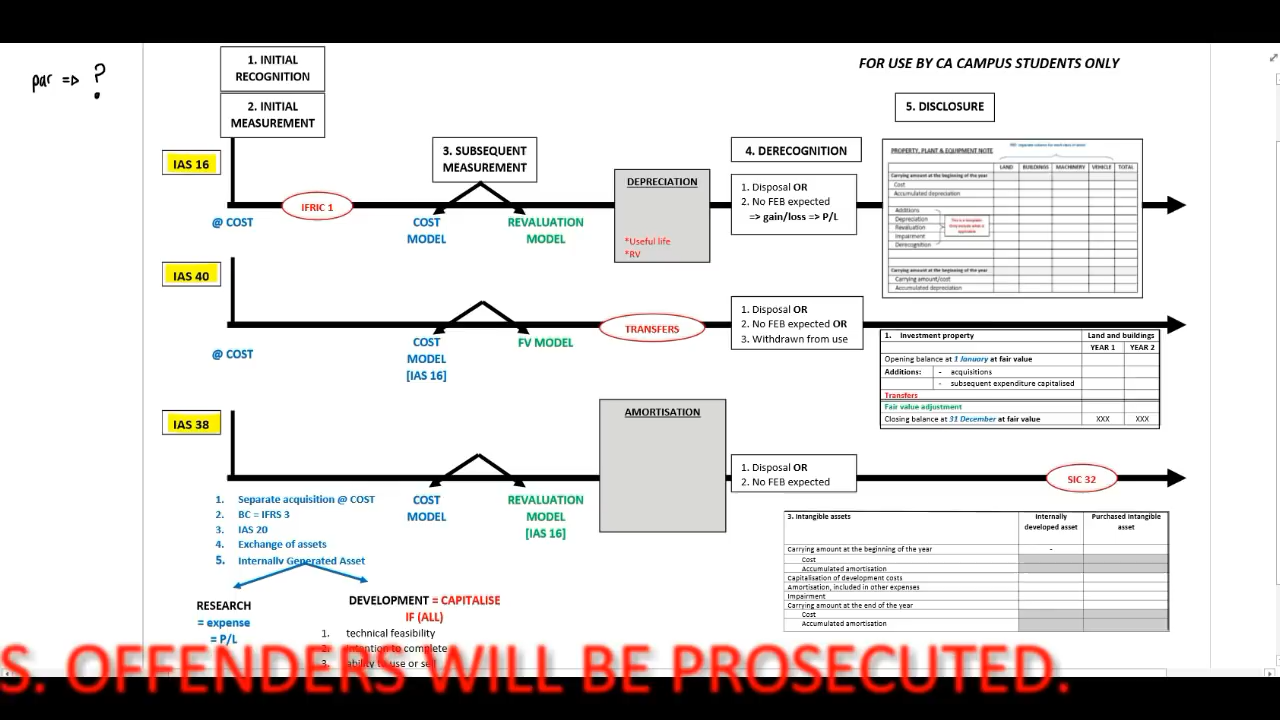 par => ?
1. INITIAL
RECOGNITION
2. INITIAL
MEASUREMENT
FOR USE BY CA CAMPUS STUDENTS ONLY
5. DISCLOSURE
IAS 16
3. SUBSEQUENT
MEASUREMENT
4. DERECOGNITION
@ COST
IFRIC 1
COST
MODEL
REVALUATION
MODEL
DEPRECIATION
*Useful life
*RV
1. Disposal OR
2. No FEB expected
=> gain/loss => P/L
PROPERTY, PLANT & EQUIPMENT NOTE
LAND BUILDINGS MACHINERY VEHICLE TOTAL
Carrying amount at the beginning of the year
Cost
Accumulated depreciation
Additions
Depreciation
Revaluation
Impairment
Derecognition
Carrying amount at the beginning of the year
Carrying amount/cost
Accumulated depreciation
IAS 40
@ COST
COST
MODEL
[IAS 16]
FV MODEL
TRANSFERS
1. Disposal OR
2. No FEB expected OR
3. Withdrawn from use
1. Investment property Land and buildings
YEAR 1 YEAR 2
Opening balance at 1 January at fair value
Additions: - acquisitions
- subsequent expenditure capitalised
Transfers
Fair value adjustment
Closing balance at 31 December at fair value XXX XXX
IAS 38
COST
MODEL
REVALUATION
MODEL
[IAS 16]
AMORTISATION
1. Disposal OR
2. No FEB expected
SIC 32
1. Separate acquisition @ COST
2. BC = IFRS 3
3. IAS 20
4. Exchange of assets
5. Internally Generated Asset
RESEARCH
= expense
= P/L
DEVELOPMENT = CAPITALISE
IF (ALL)
1. technical feasibility
2. Intention to complete
3. ability to use or sell
3. Intangible assets Internally developed asset Purchased intangible asset
Carrying amount at the beginning of the year -
Cost
Accumulated amortisation
Capitalisation of development costs
Amortisation, included in other expenses
Impairment
Carrying amount at the end of the year
Cost
Accumulated amortisation
S. OFFENDERS WILL BE PROSECUTED.